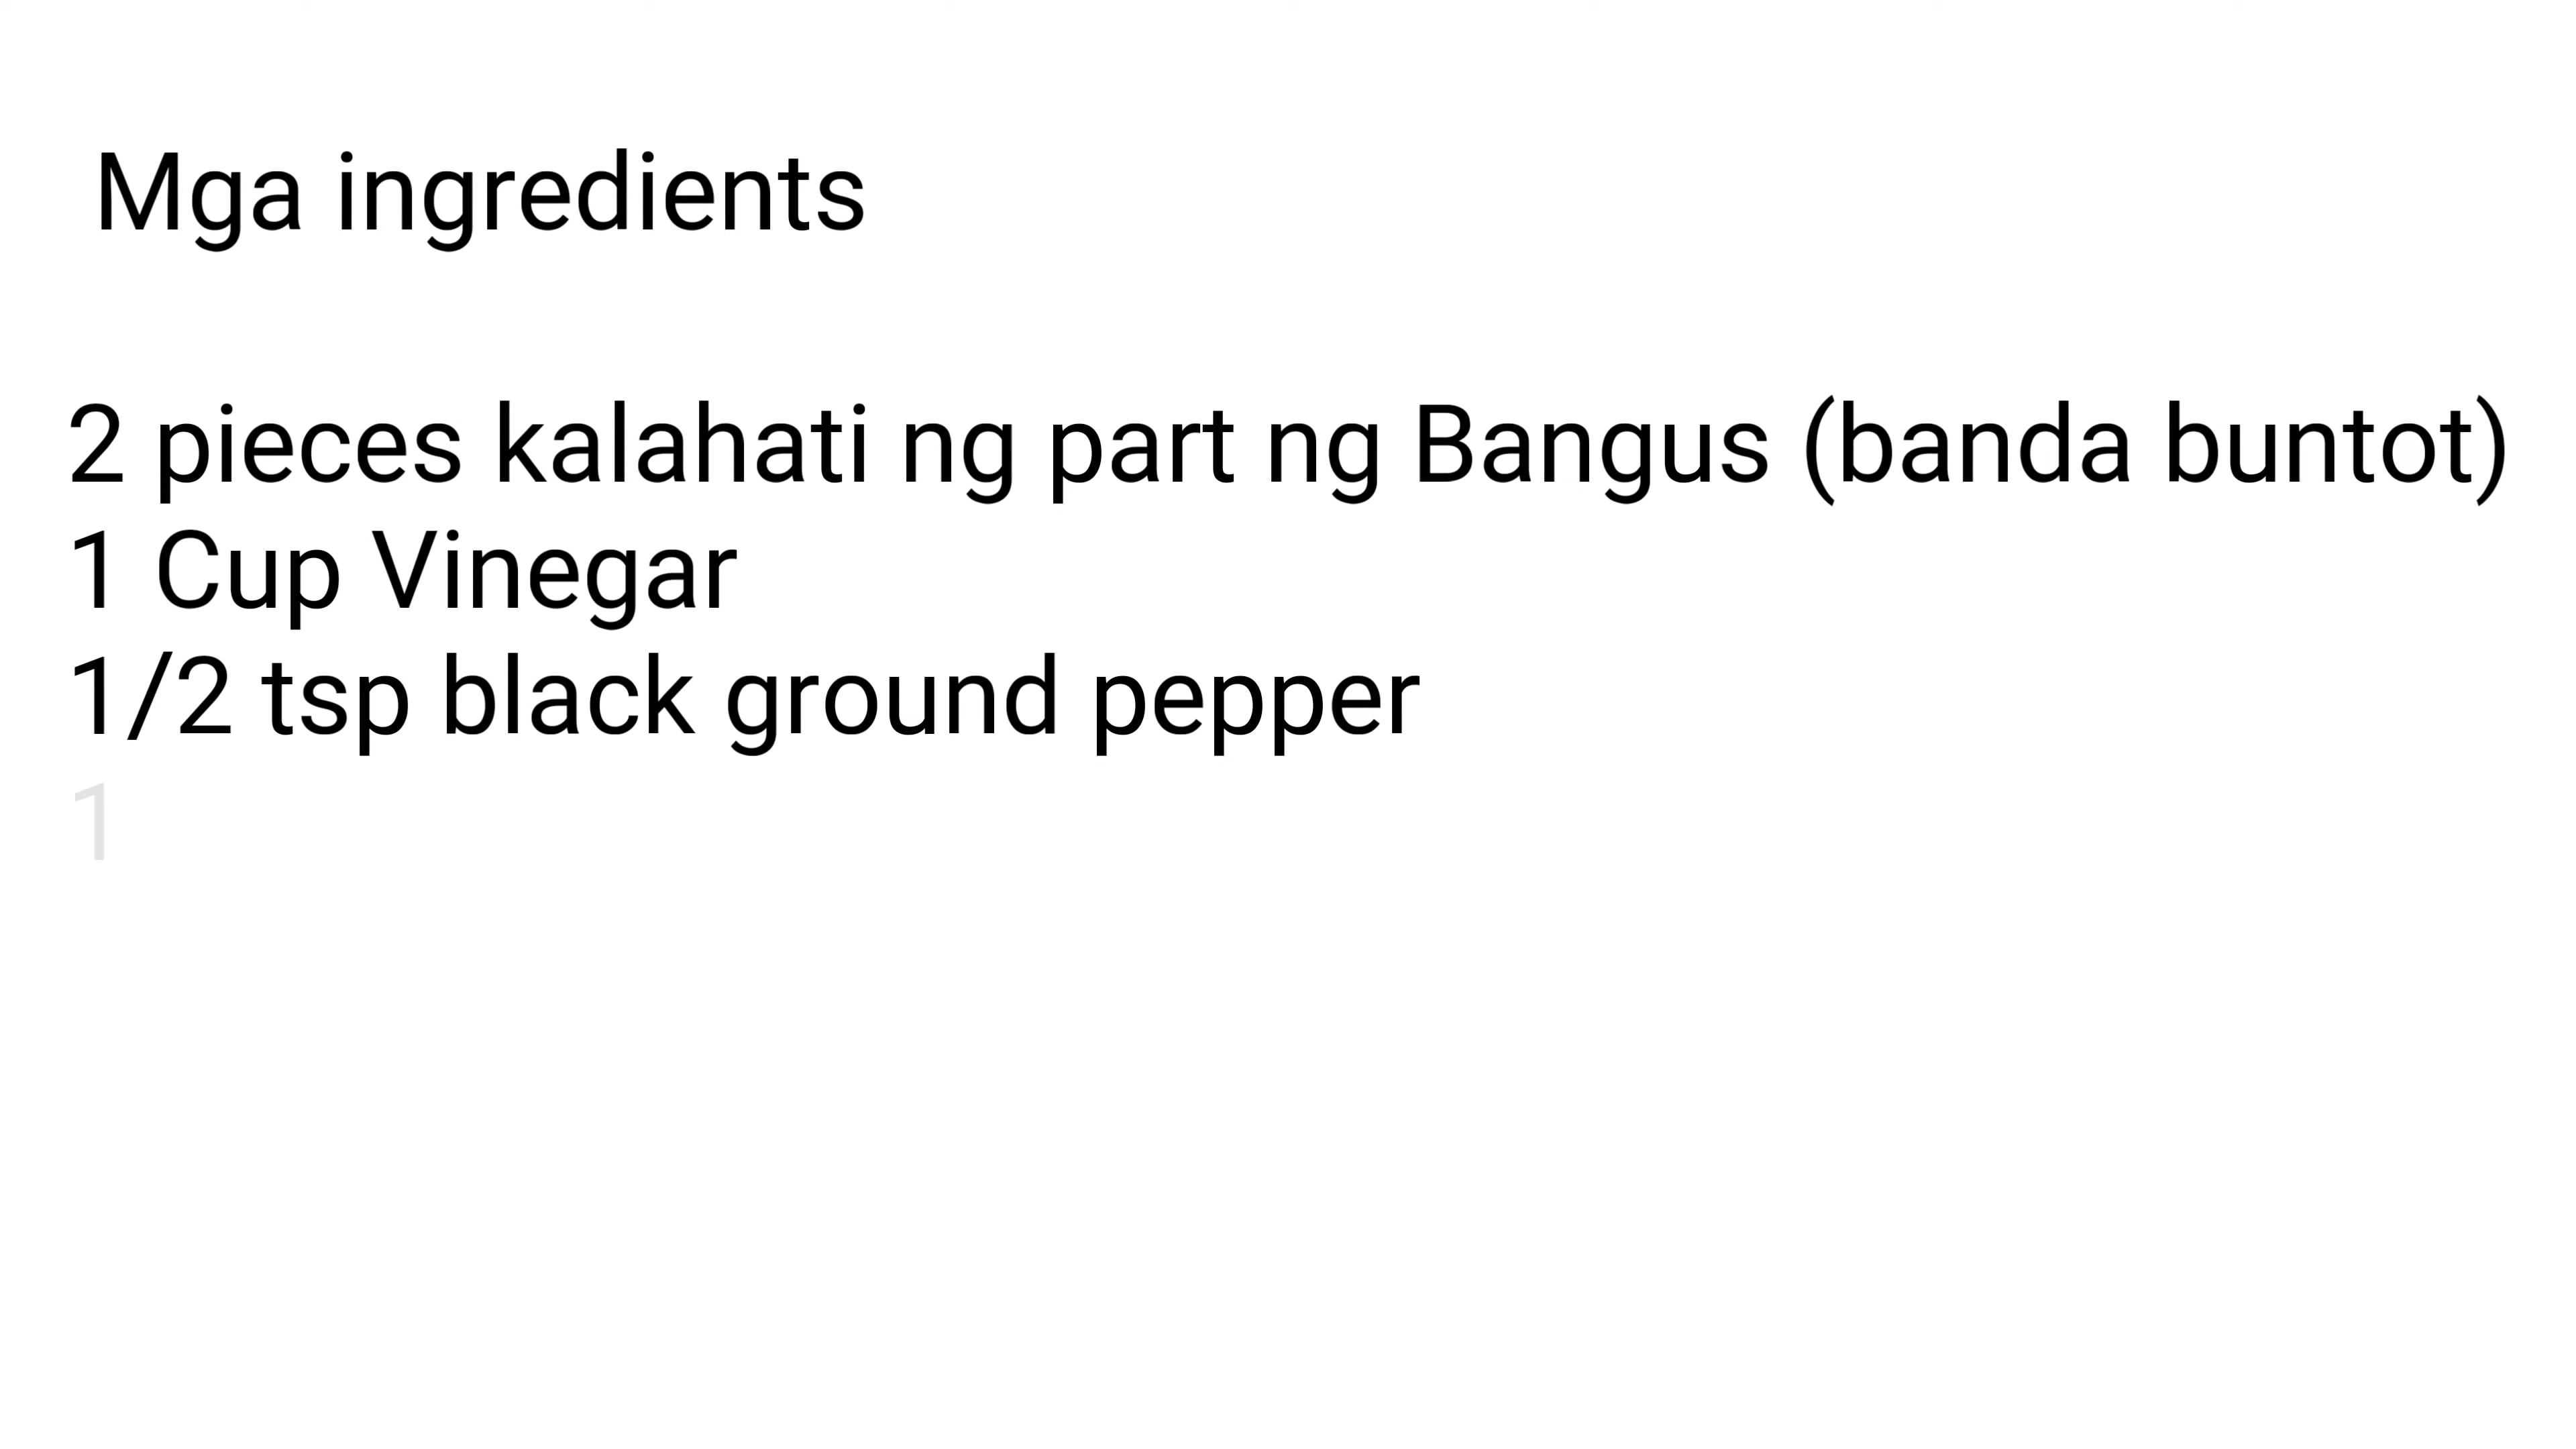 Mga ingredients
2 pieces kalahati ng part ng Bangus (banda buntot)
1 Cup Vinegar
1/2 tsp black ground pepper
1